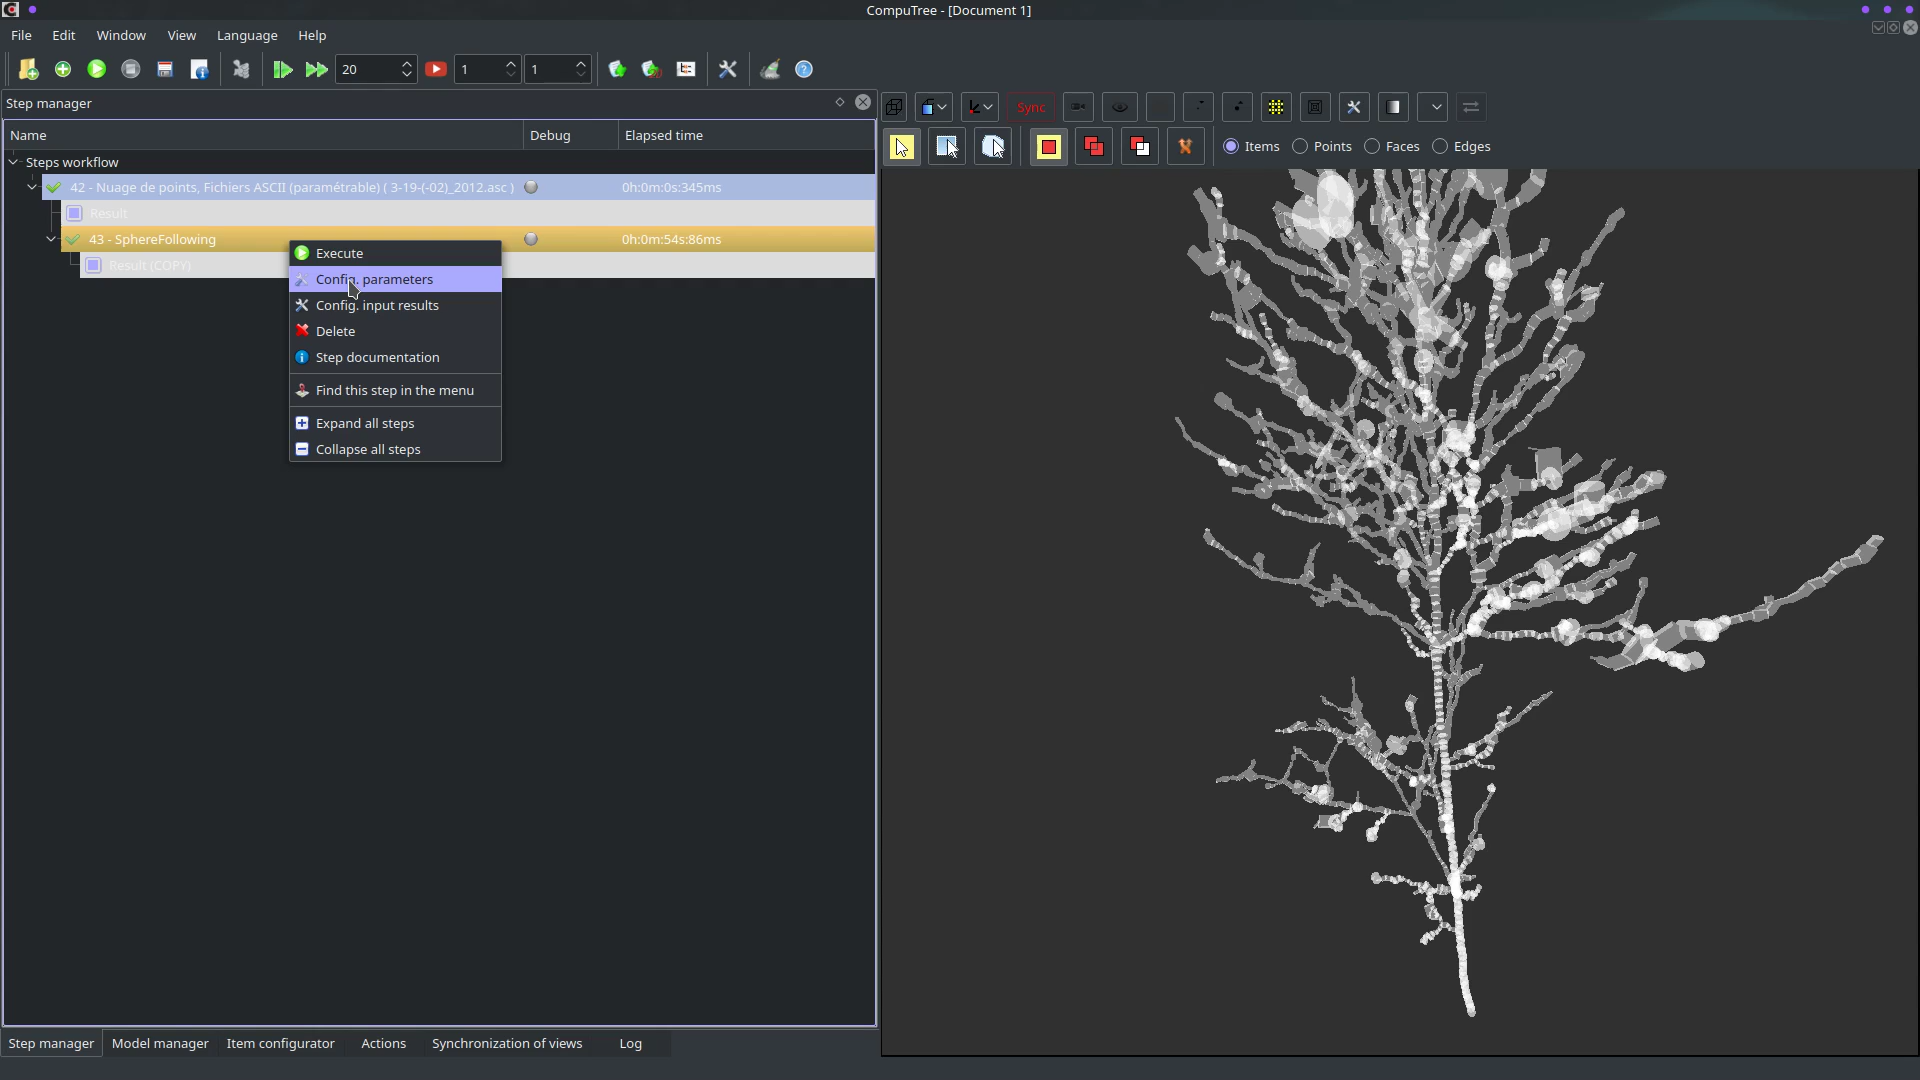 CompuTree - [Document 1]
File Edit Window View Language Help
20 1 1
Step manager
Name Debug Elapsed time
Steps workflow
42 - Nuage de points, Fichiers ASCII (paramétrable) ( 3-19-(-02)_2012.asc ) 0h:0m:0s:345ms
Result
43 - SphereFollowing 0h:0m:54s:86ms
Result (COPY)
Execute
Config. parameters
Config. input results
Delete
Step documentation
Find this step in the menu
Expand all steps
Collapse all steps
Sync
Items Points Faces Edges
Step manager Model manager Item configurator Actions Synchronization of views Log